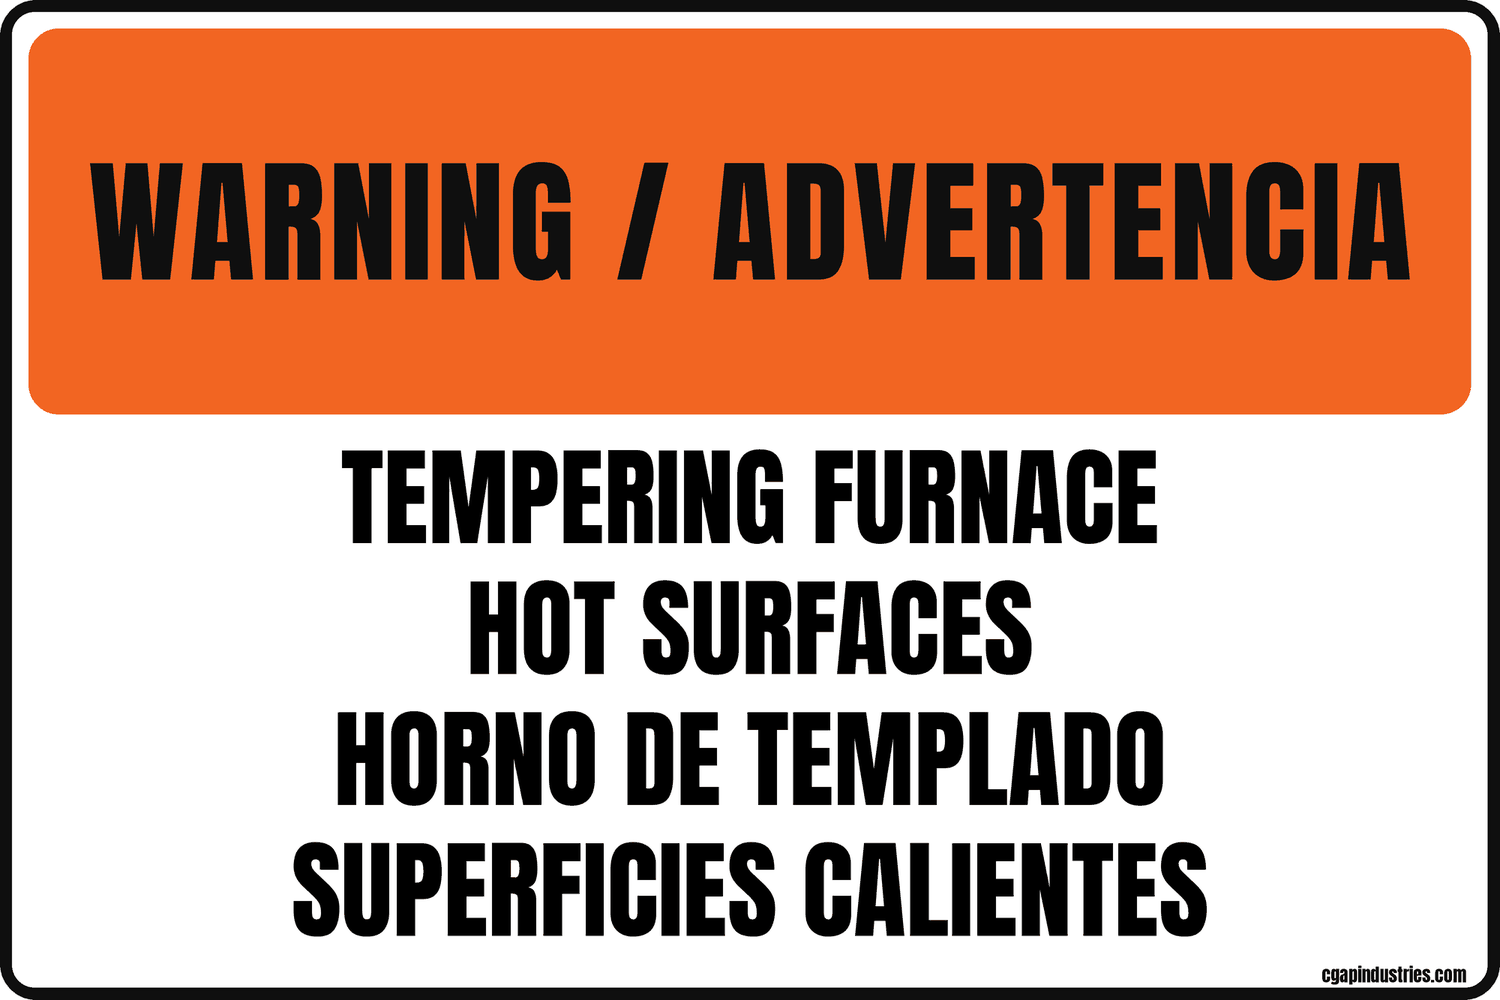 WARNING / ADVERTENCIA
TEMPERING FURNACE
HOT SURFACES
HORNO DE TEMPLADO
SUPERFICIES CALIENTES
cgapindustries.com